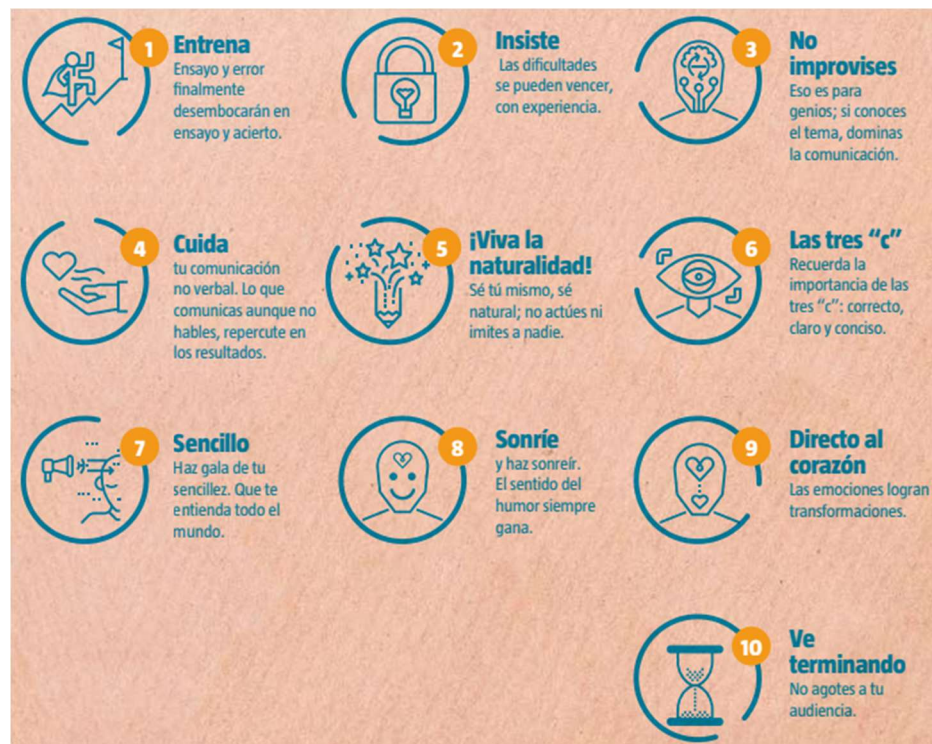 1
Entrena
Ensayo y error
finalmente
desembocarán en
ensayo y acierto.
2
Insiste
Las dificultades
se pueden vencer,
con experiencia.
3
No
improvises
Eso es para
genios; si conoces
el tema, dominas
la comunicación.
4
Cuida
tu comunicación
no verbal. Lo que
comunicas aunque no
hables, repercute en
los resultados.
5
¡Viva la
naturalidad!
Sé tú mismo, sé
natural; no actúes ni
imites a nadie.
6
Las tres “c”
Recuerda la
importancia de las
tres “c”: correcto,
claro y conciso.
7
Sencillo
Haz gala de tu
sencillez. Que te
entienda todo el
mundo.
8
Sonríe
y haz sonreír.
El sentido del
humor siempre
gana.
9
Directo al
corazón
Las emociones logran
transformaciones.
10
Ve
terminando
No agotes a tu
audiencia.